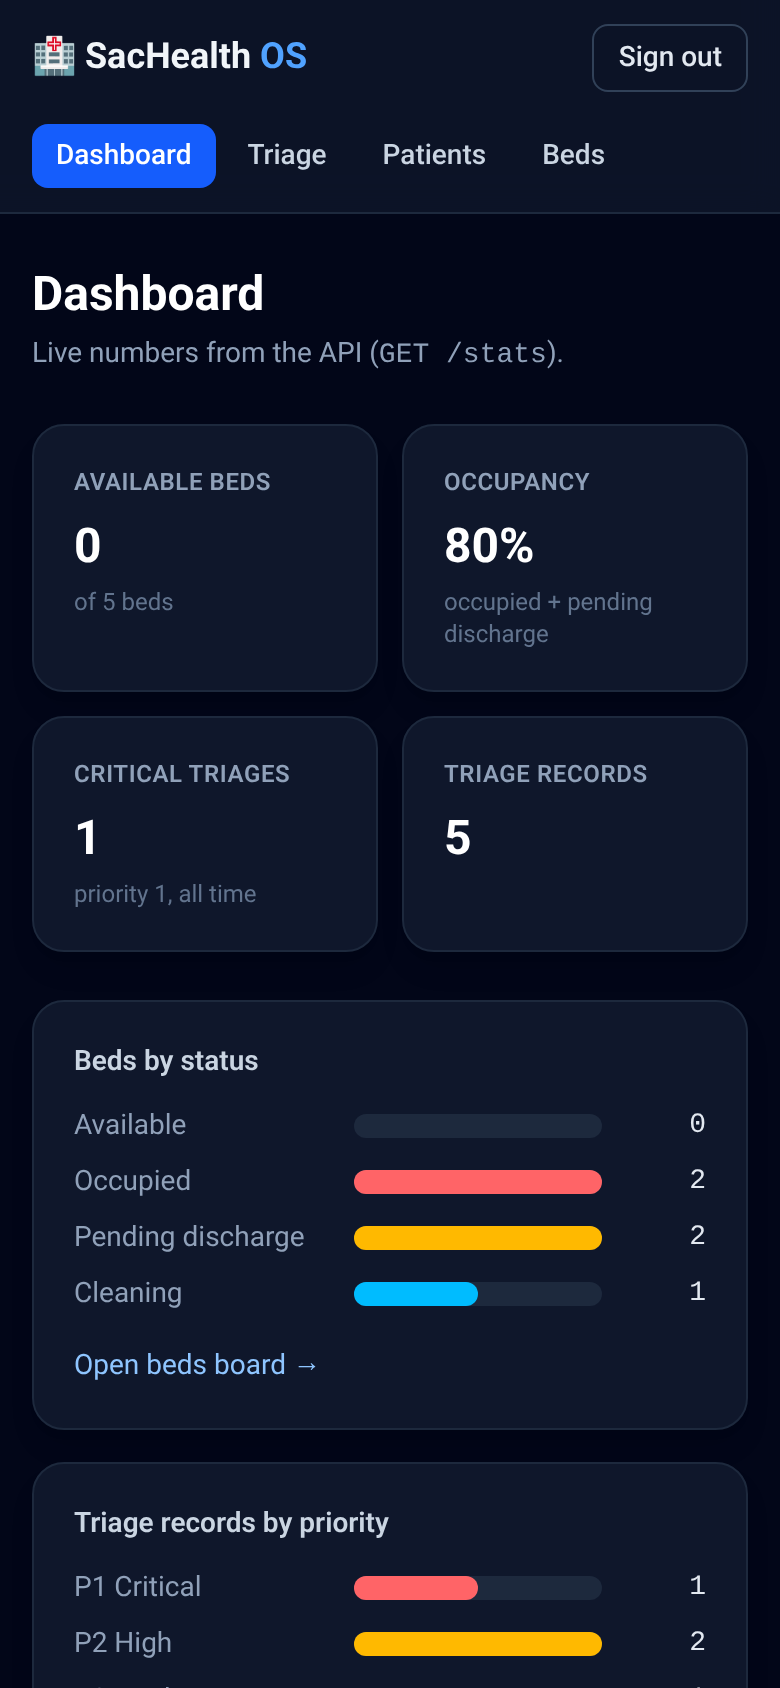 SacHealth OS
Sign out
Dashboard
Triage
Patients
Beds
Dashboard
Live numbers from the API (GET /stats).
AVAILABLE BEDS
0
of 5 beds
OCCUPANCY
80%
occupied + pending
discharge
CRITICAL TRIAGES
1
priority 1, all time
TRIAGE RECORDS
5
Beds by status
Available 0
Occupied 2
Pending discharge 2
Cleaning 1
Open beds board →
Triage records by priority
P1 Critical 1
P2 High 2